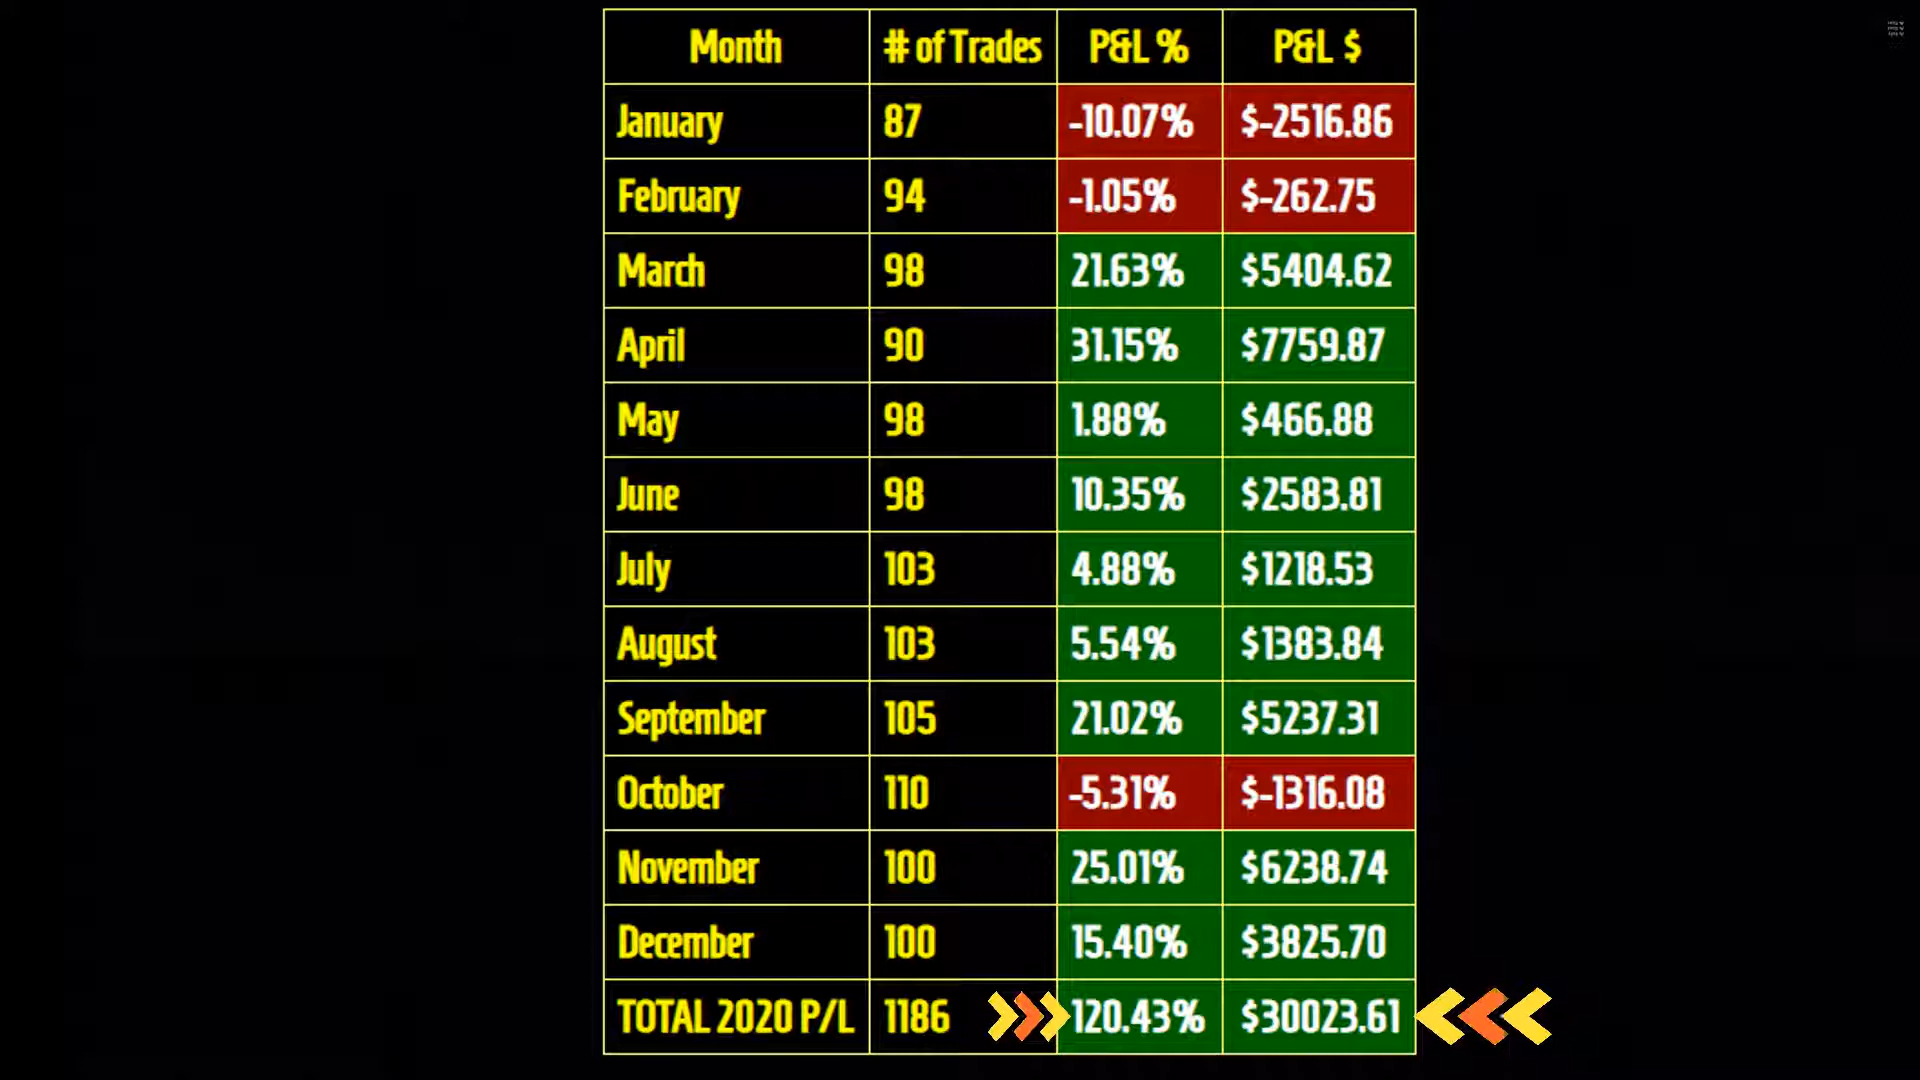 Month # of Trades P&L % P&L $
January 87 -10.07% $-2516.86
February 94 -1.05% $-262.75
March 98 21.63% $5404.62
April 90 31.15% $7759.87
May 98 1.88% $466.88
June 98 10.35% $2583.81
July 103 4.88% $1218.53
August 103 5.54% $1383.84
September 105 21.02% $5237.31
October 110 -5.31% $-1316.08
November 100 25.01% $6238.74
December 100 15.40% $3825.70
TOTAL 2020 P/L 1186 120.43% $30023.61